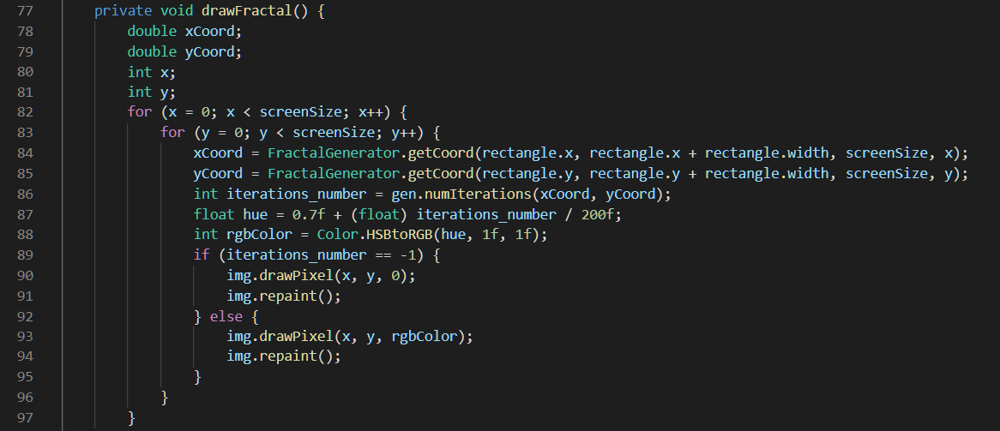 77 private void drawFractal() {
78 double xCoord;
79 double yCoord;
80 int x;
81 int y;
82 for (x = 0; x < screenSize; x++) {
83 for (y = 0; y < screenSize; y++) {
84 xCoord = FractalGenerator.getCoord(rectangle.x, rectangle.x + rectangle.width, screenSize, x);
85 yCoord = FractalGenerator.getCoord(rectangle.y, rectangle.y + rectangle.width, screenSize, y);
86 int iterations_number = gen.numIterations(xCoord, yCoord);
87 float hue = 0.7f + (float) iterations_number / 200f;
88 int rgbColor = Color.HSBtoRGB(hue, 1f, 1f);
89 if (iterations_number == -1) {
90 img.drawPixel(x, y, 0);
91 img.repaint();
92 } else {
93 img.drawPixel(x, y, rgbColor);
94 img.repaint();
95 }
96 }
97 }